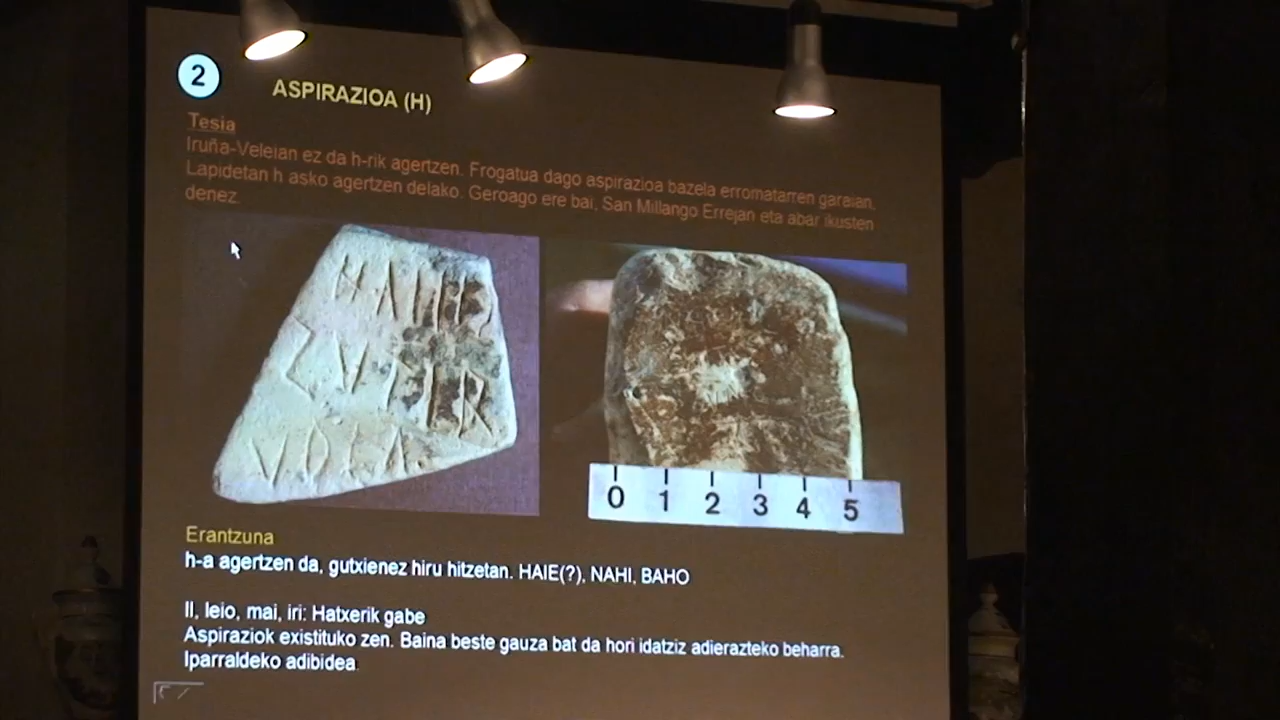 2
ASPIRAZIOA (H)
Tesia
Iruña-Veleian ez da h-rik agertzen. Frogatua dago aspirazioa bazela erromatarren garaian.
Lapidetan h asko agertzen delako. Geroago ere bai, San Millango Errejan eta abar ikusten
denez.
ZVTIR
VDLA
0 1 2 3 4 5
Erantzuna
h-a agertzen da, gutxienez hiru hitzetan. HAIE(?), NAHI, BAHO
II, leio, mai, iri: Hatxerik gabe
Aspiraziok existituko zen. Baina beste gauza bat da hori idatziz adierazteko beharra.
Iparraldeko adibidea.